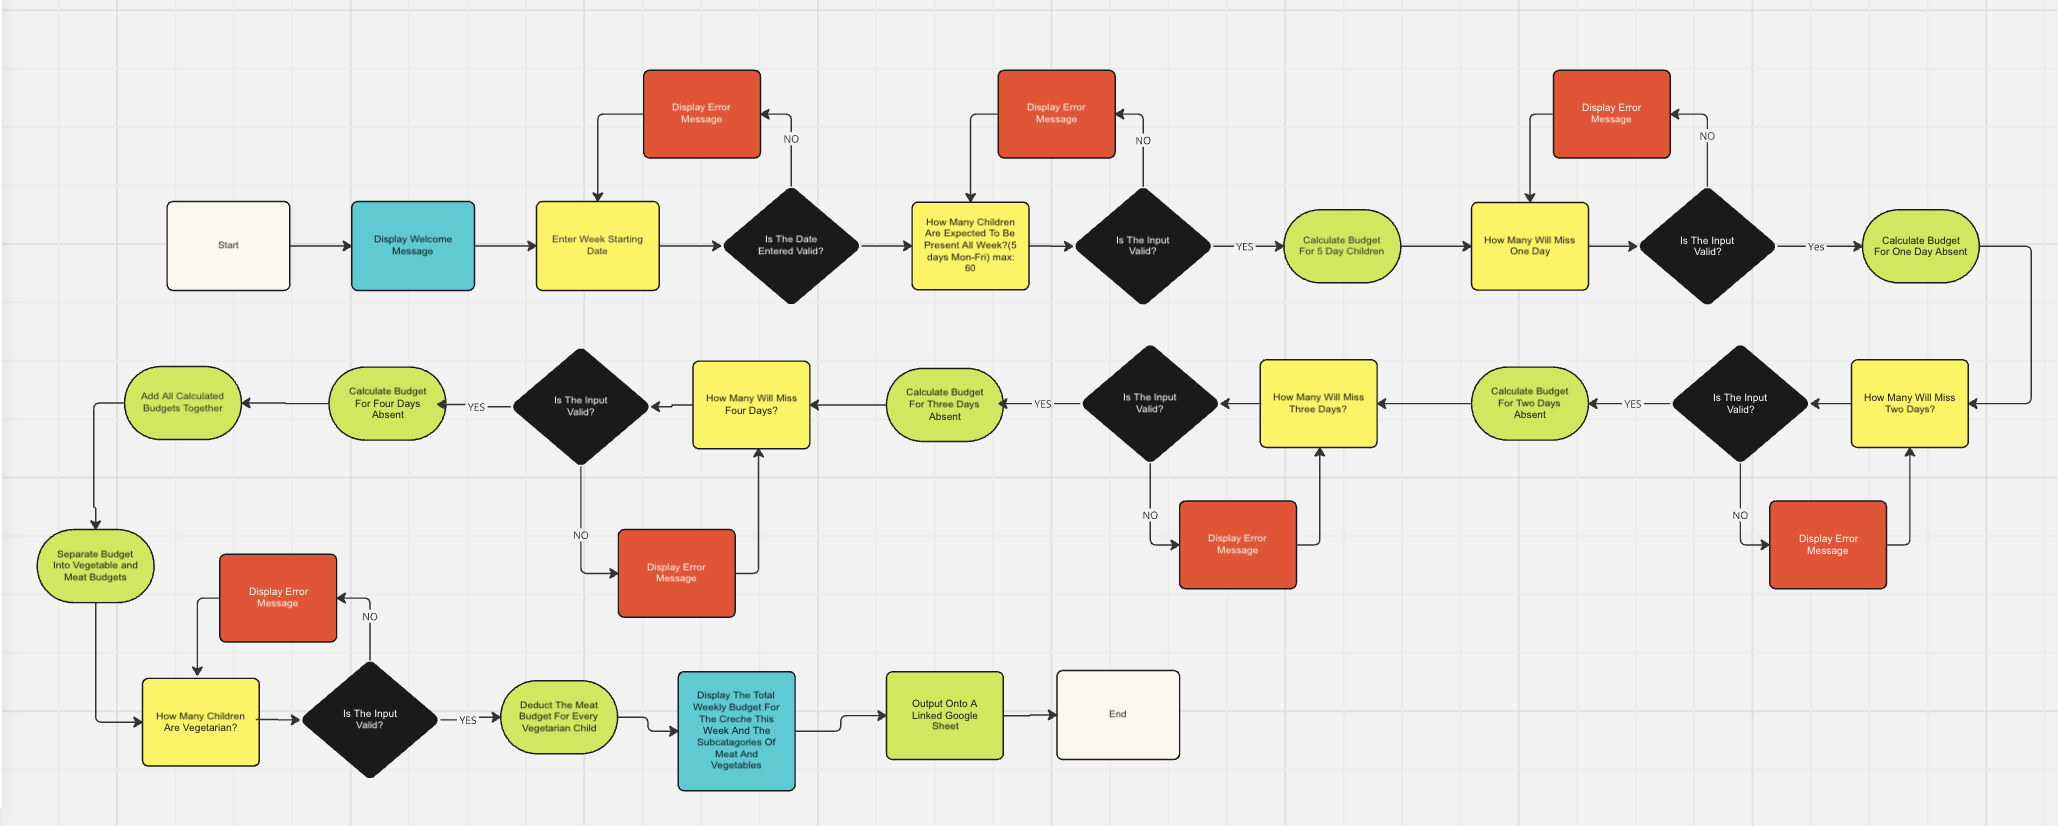 Display Error
Message
NO
Display Error
Message
NO
Display Error
Message
NO
Start
Display Welcome
Message
Enter Week Starting
Date
Is The Date
Entered Valid?
How Many Children
Are Expected To Be
Present All Week?(5
days Mon-Fri) max:
60
Is The Input
Valid?
YES
Calculate Budget
For 5 Day Children
How Many Will Miss
One Day
Is The Input
Valid?
Yes
Calculate Budget
For One Day Absent
How Many Will Miss
Two Days?
Is The Input
Valid?
NO
Display Error
Message
YES
Calculate Budget
For Two Days
Absent
How Many Will Miss
Three Days?
Is The Input
Valid?
NO
Display Error
Message
YES
Calculate Budget
For Three Days
Absent
How Many Will Miss
Four Days?
Is The Input
Valid?
NO
Display Error
Message
YES
Calculate Budget
For Four Days
Absent
Add All Calculated
Budgets Together
Separate Budget
Into Vegetable and
Meat Budgets
How Many Children
Are Vegetarian?
Is The Input
Valid?
NO
Display Error
Message
YES
Deduct The Meat
Budget For Every
Vegetarian Child
Display The Total
Weekly Budget For
The Creche This
Week And The
Subcatagories Of
Meat And
Vegetables
Output Onto A
Linked Google
Sheet
End